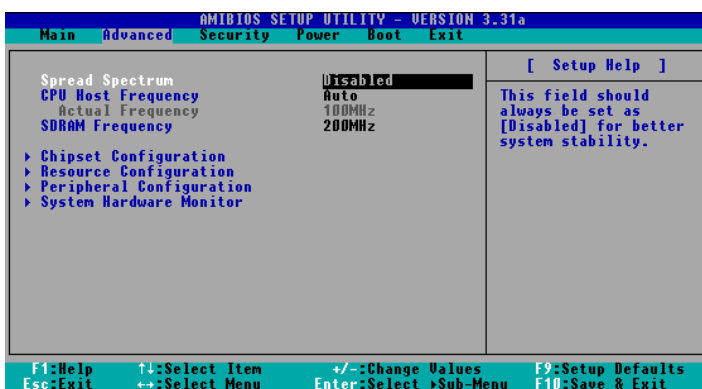 AMIBIOS SETUP UTILITY - VERSION 3.31a
Main Advanced Security Power Boot Exit
[ Setup Help ]
Spread Spectrum Disabled
CPU Host Frequency Auto
Actual Frequency 100MHz
SDRAM Frequency 200MHz
▸ Chipset Configuration
▸ Resource Configuration
▸ Peripheral Configuration
▸ System Hardware Monitor
This field should
always be set as
[Disabled] for better
system stability.
F1:Help ↑↓:Select Item +/-:Change Values F9:Setup Defaults
Esc:Exit ↔:Select Menu Enter:Select ▸Sub-Menu F10:Save & Exit